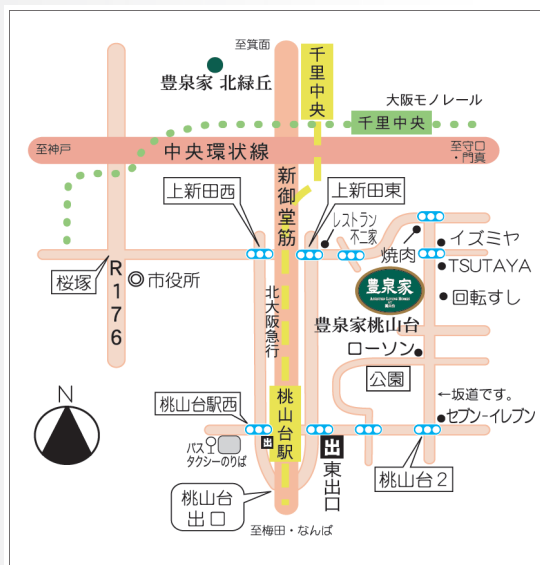 至箕面
千里中央
豊泉家 北緑丘
大阪モノレール
千里中央
至神戸
中央環状線
至守口
・門真
新御堂筋
上新田西
上新田東
レストラン
不二家
焼肉
イズミヤ
TSUTAYA
桜塚
R176
市役所
豊泉家
回転すし
豊泉家桃山台
北大阪急行
ローソン
公園
N
←坂道です。
桃山台駅西
桃山台駅
セブン-イレブン
出
バス
タクシーのりば
出
東出口
桃山台2
桃山台
出口
至梅田・なんば